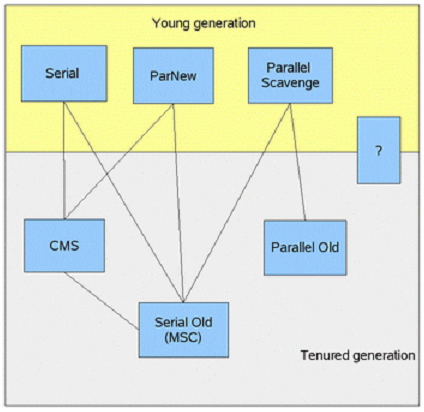 Young generation
Serial
ParNew
Parallel
Scavenge
?
CMS
Parallel Old
Serial Old
(MSC)
Tenured generation